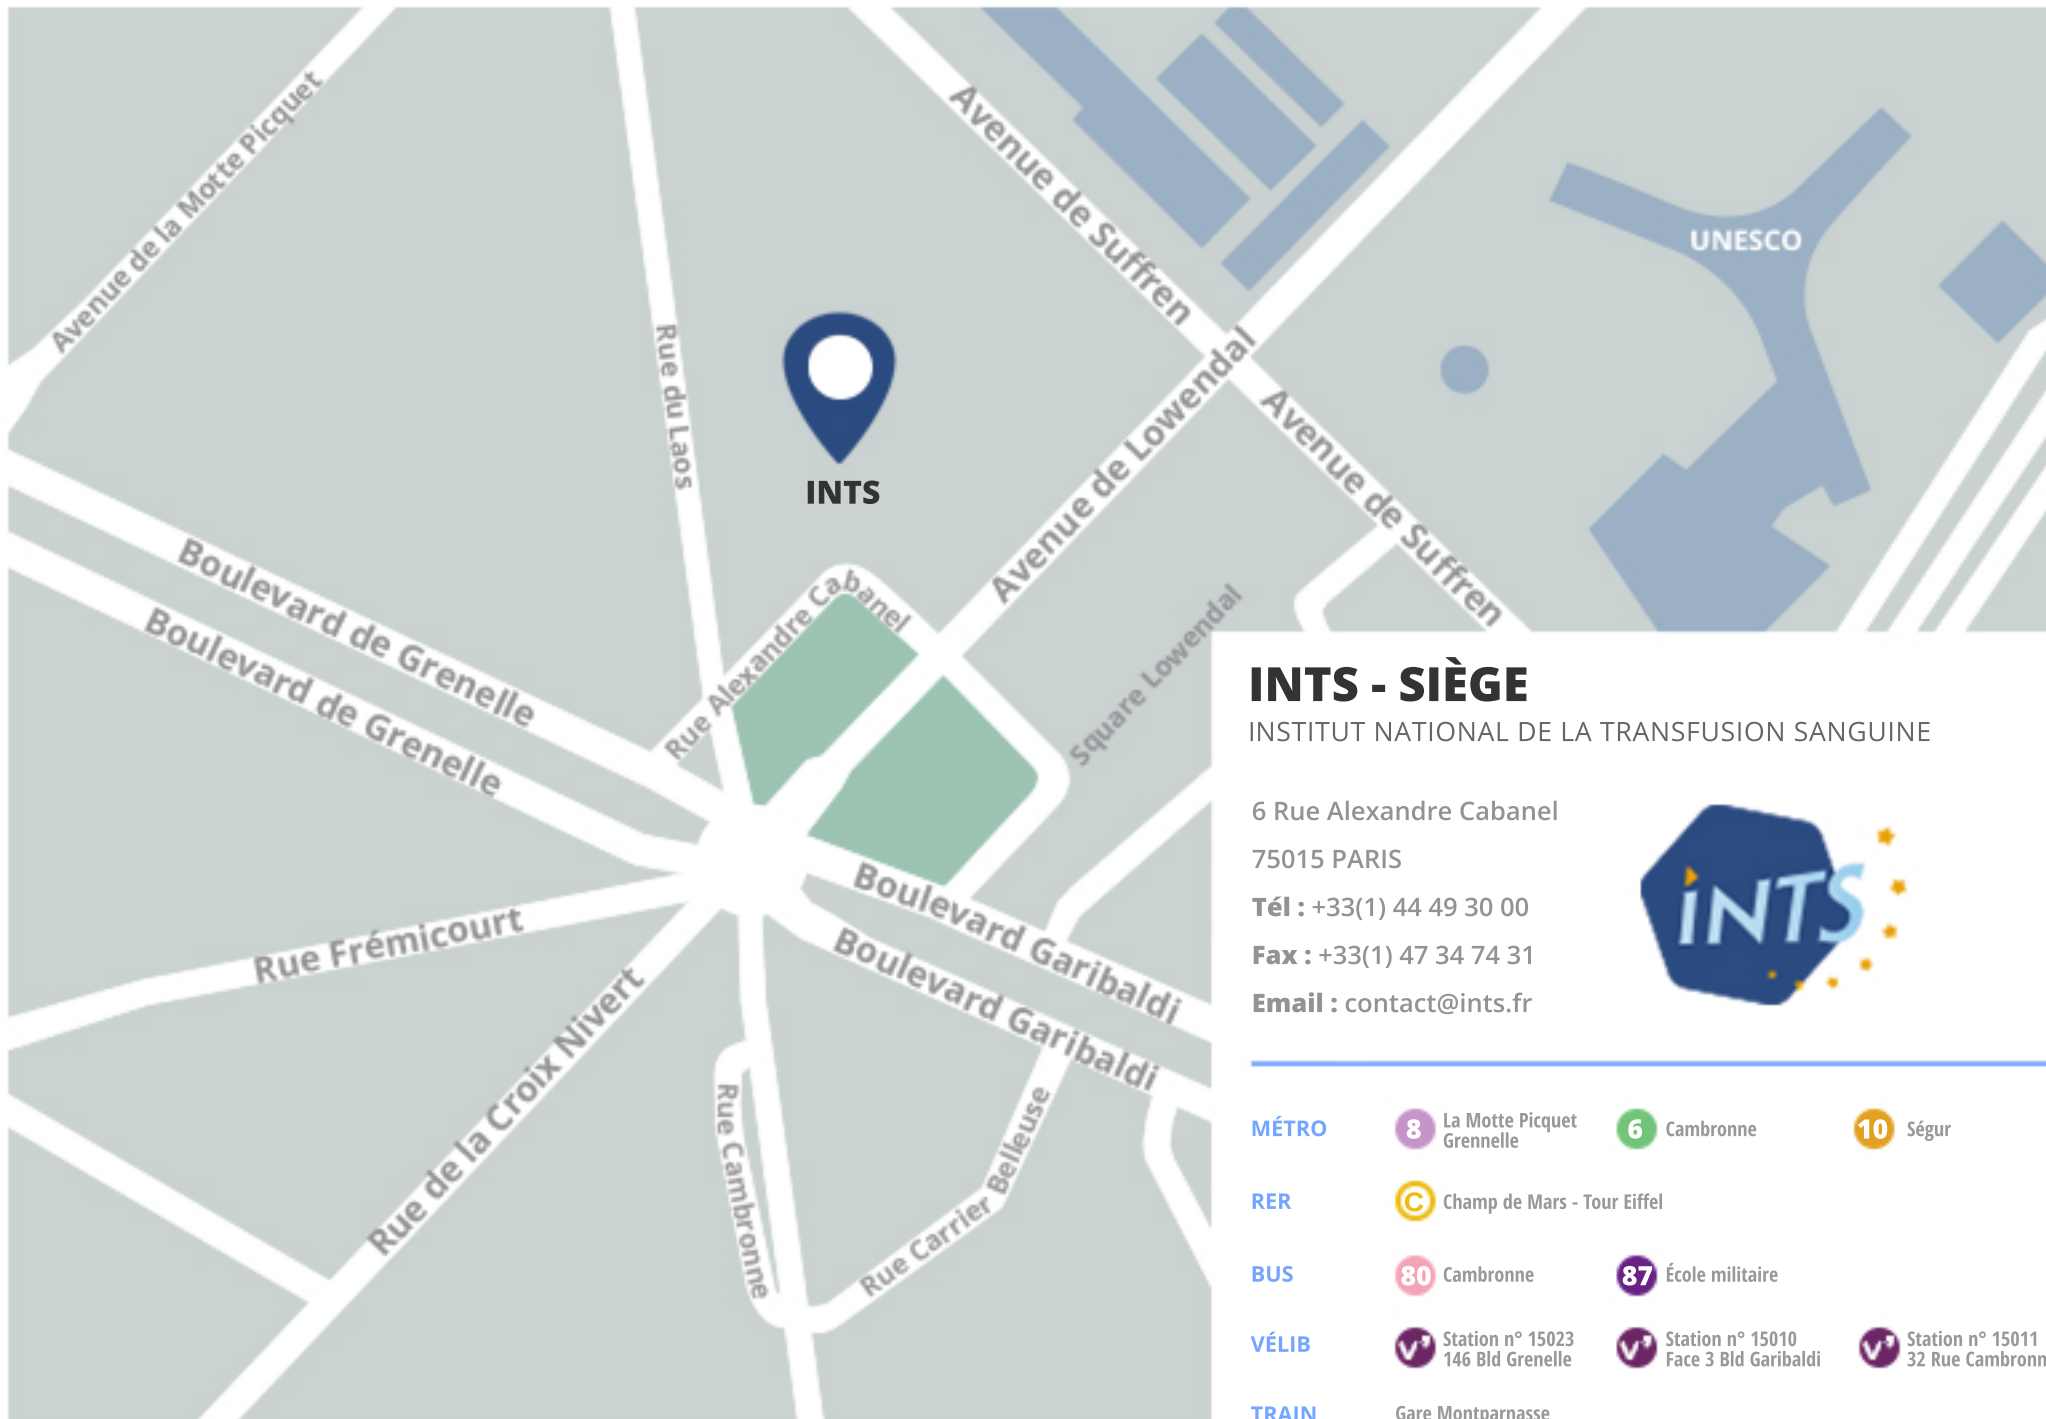 Avenue de la Motte Picquet
Avenue de Suffren
UNESCO
Rue du Laos
INTS
Avenue de Lowendal
Avenue de Suffren
Boulevard de Grenelle
Boulevard de Grenelle
Rue Alexandre Cabanel
Square Lowendal
Boulevard Garibaldi
Boulevard Garibaldi
Rue Frémicourt
Rue de la Croix Nivert
Rue Cambronne
Rue Carrier Belleuse
INTS - SIÈGE
INSTITUT NATIONAL DE LA TRANSFUSION SANGUINE
6 Rue Alexandre Cabanel
75015 PARIS
Tél : +33(1) 44 49 30 00
Fax : +33(1) 47 34 74 31
Email : contact@ints.fr
iNTS
MÉTRO
8 La Motte Picquet
Grennelle
6 Cambronne
10 Ségur
RER
C Champ de Mars - Tour Eiffel
BUS
80 Cambronne
87 École militaire
VÉLIB
V' Station n° 15023
146 Bld Grenelle
V' Station n° 15010
Face 3 Bld Garibaldi
V' Station n° 15011
32 Rue Cambronn
TRAIN
Gare Montparnasse